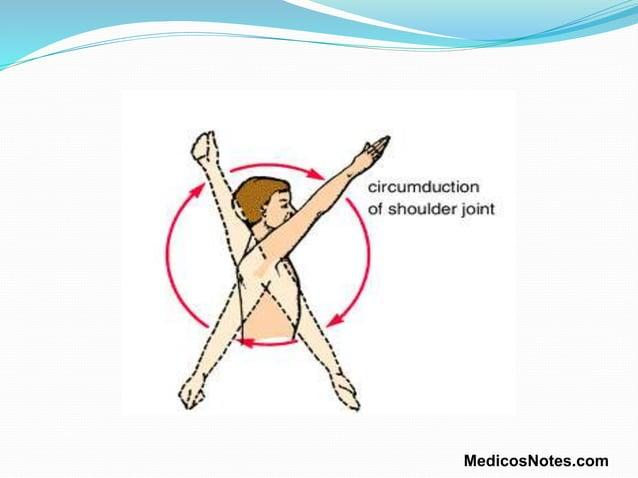 circumduction
of shoulder joint
MedicosNotes.com